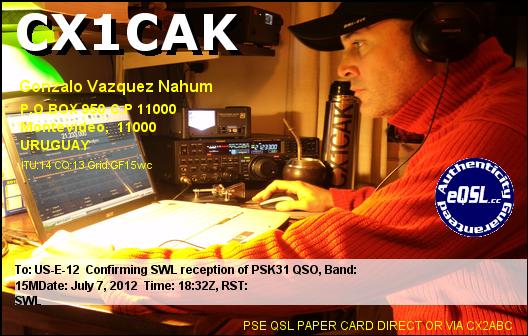 CX1CAK
Gonzalo Vazquez Nahum
P.O BOX 950 C.P 11000
Montevideo, 11000
URUGUAY
ITU:14 CQ:13 Grid:GF15wc
CX1CAK
Authenticity
eQSL.cc
Guaranteed
To: US-E-12 Confirming SWL reception of PSK31 QSO, Band:
15MDate: July 7, 2012 Time: 18:32Z, RST:
SWL
PSE QSL PAPER CARD DIRECT OR VIA CX2ABC